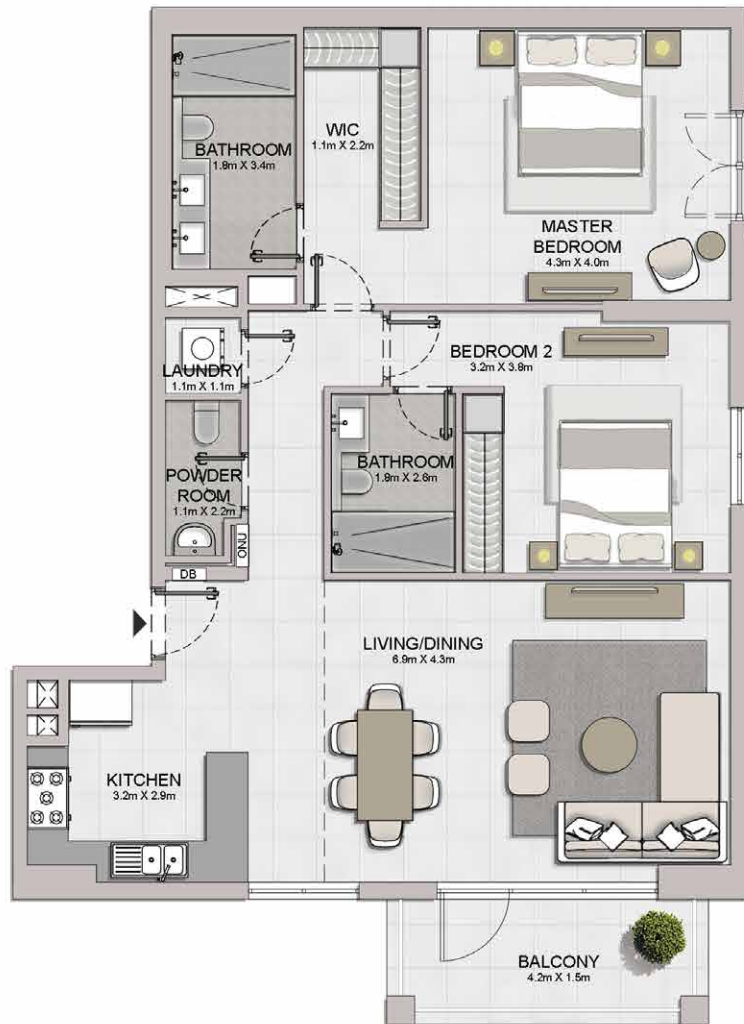 BATHROOM
1.8m X 3.4m
WIC
1.1m X 2.2m
MASTER
BEDROOM
4.3m X 4.0m
LAUNDRY
1.1m X 1.1m
BEDROOM 2
3.2m X 3.8m
POWDER
ROOM
1.1m X 2.2m
BATHROOM
1.8m X 2.6m
ONU
DB
LIVING/DINING
6.9m X 4.3m
KITCHEN
3.2m X 2.9m
BALCONY
4.2m X 1.5m